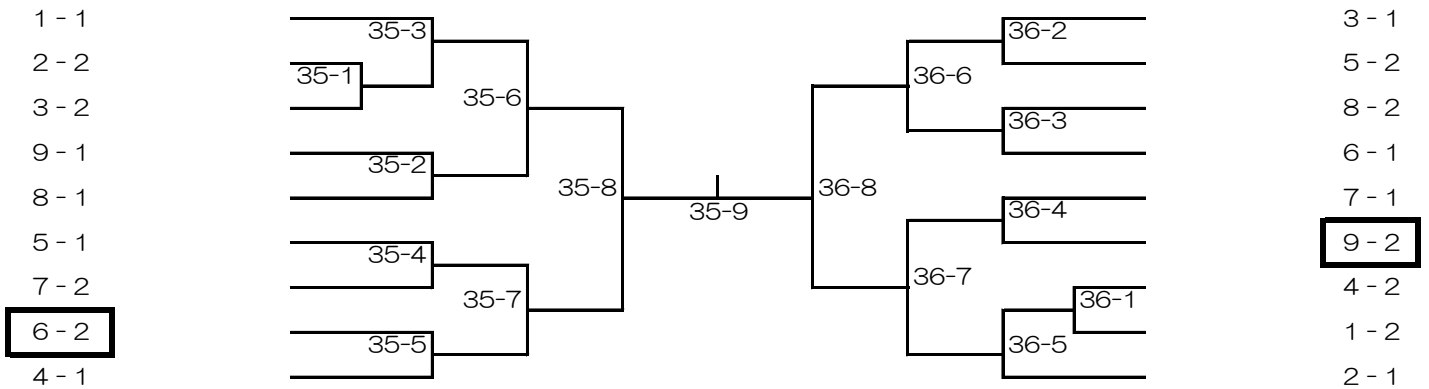 １－１ 35-3 36-2 ３－１
２－２ 35-1 36-6 ５－２
３－２ 35-6 36-3 ８－２
９－１ 35-2 ６－１
８－１ 35-8 35-9 36-8 36-4 ７－１
５－１ 35-4 ９－２
７－２ 35-7 36-7 36-1 ４－２
６－２ 35-5 36-5 １－２
４－１ ２－１